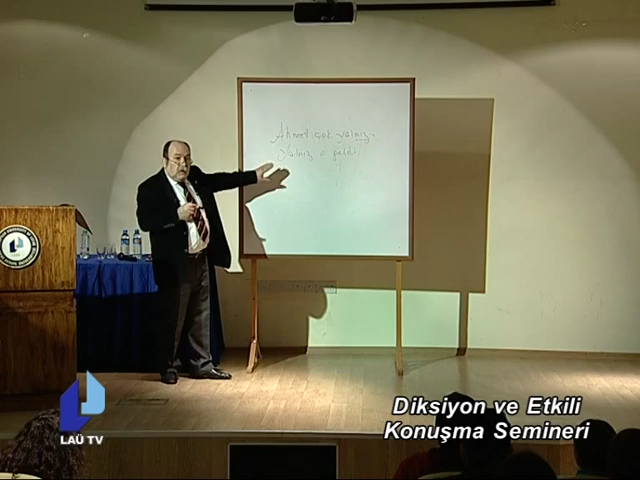 Ahmet çok yalnız.
Yalnız o geldi.
LAÜ TV
Diksiyon ve Etkili
Konuşma Semineri